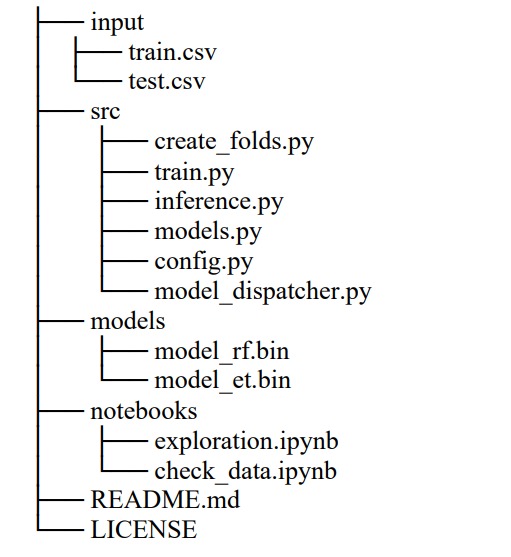 input
train.csv
test.csv
src
create_folds.py
train.py
inference.py
models.py
config.py
model_dispatcher.py
models
model_rf.bin
model_et.bin
notebooks
exploration.ipynb
check_data.ipynb
README.md
LICENSE